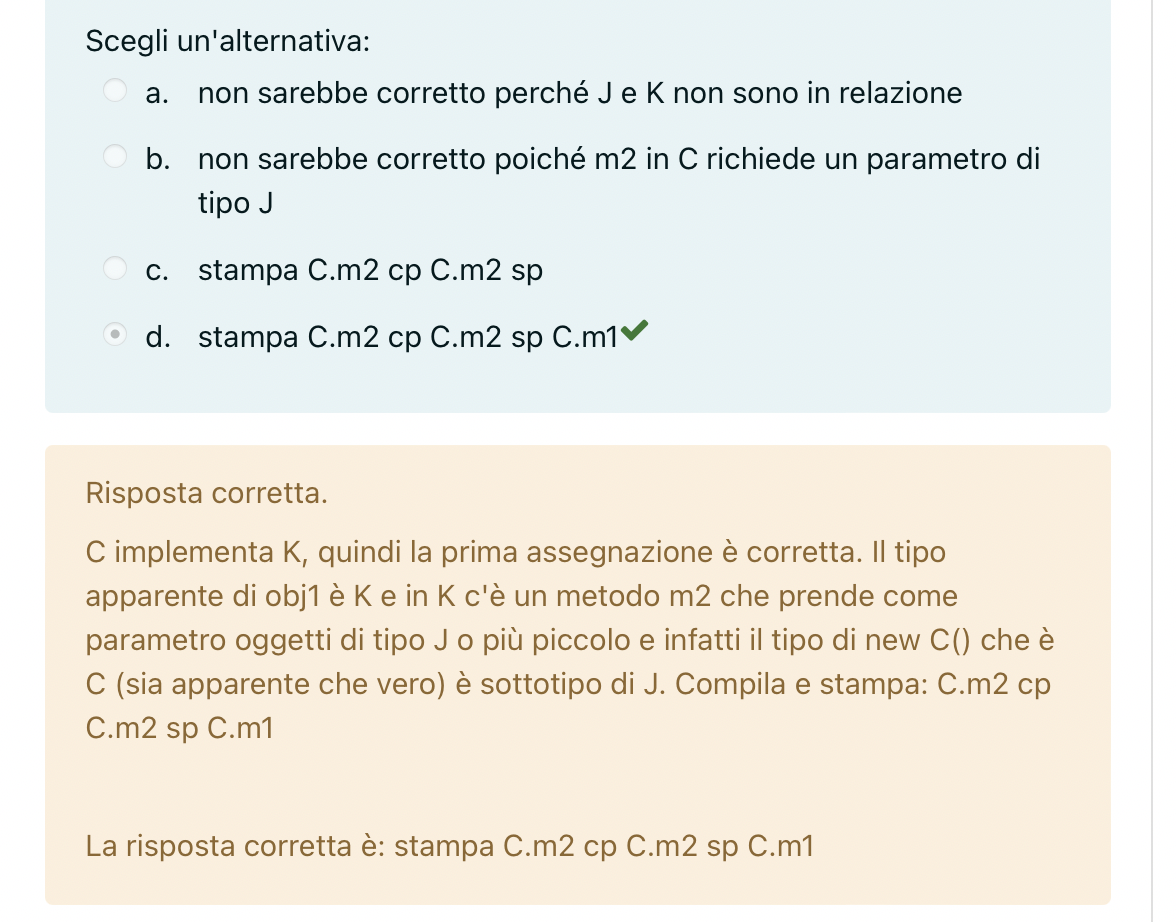 Scegli un'alternativa:
a. non sarebbe corretto perché J e K non sono in relazione
b. non sarebbe corretto poiché m2 in C richiede un parametro di
tipo J
c. stampa C.m2 cp C.m2 sp
d. stampa C.m2 cp C.m2 sp C.m1
Risposta corretta.
C implementa K, quindi la prima assegnazione è corretta. Il tipo
apparente di obj1 è K e in K c'è un metodo m2 che prende come
parametro oggetti di tipo J o più piccolo e infatti il tipo di new C() che è
C (sia apparente che vero) è sottotipo di J. Compila e stampa: C.m2 cp
C.m2 sp C.m1
La risposta corretta è: stampa C.m2 cp C.m2 sp C.m1